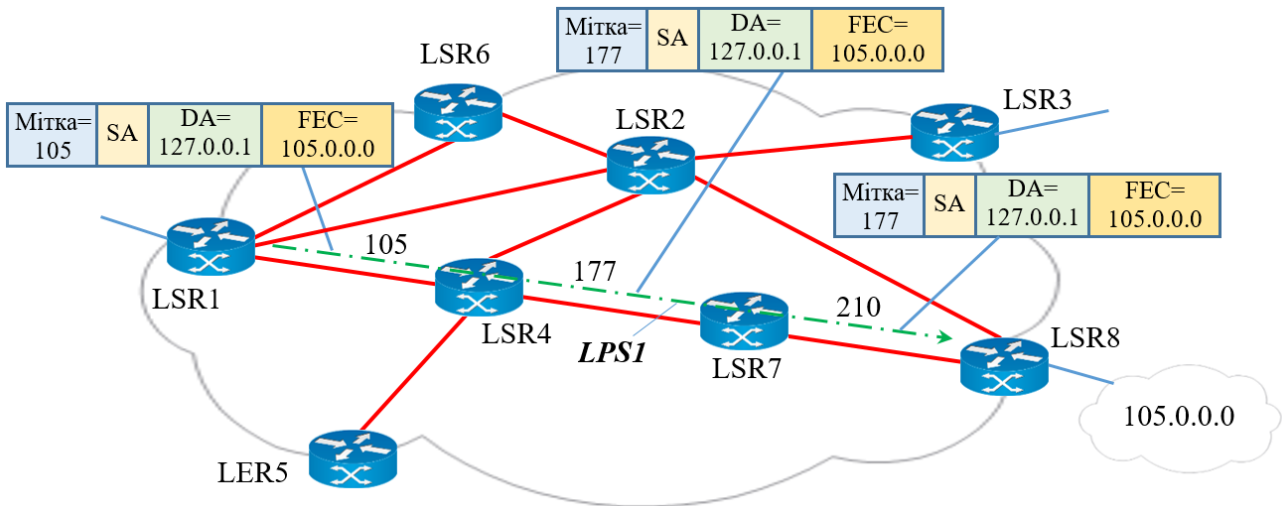 Мітка= SA DA= FEC=
177 127.0.0.1 105.0.0.0
LSR6
LSR3
Мітка= SA DA= FEC=
105 127.0.0.1 105.0.0.0
LSR2
Мітка= SA DA= FEC=
177 127.0.0.1 105.0.0.0
105
177
LSR1
210
LSR4
LPS1
LSR7
LSR8
105.0.0.0
LER5